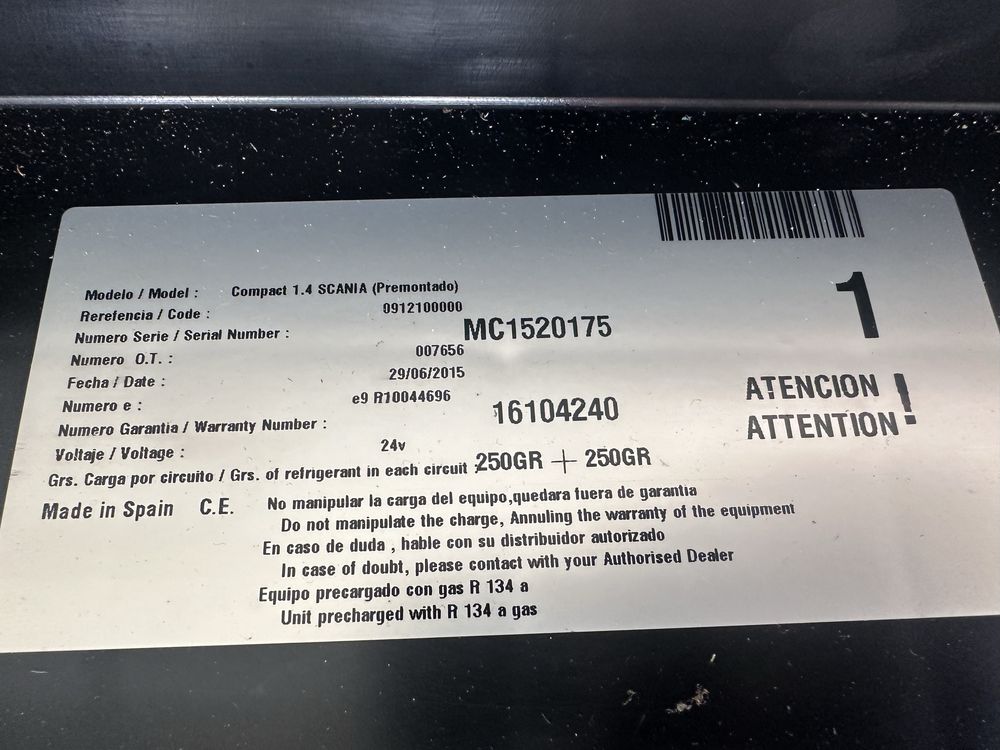 Modelo / Model : Compact 1.4 SCANIA (Premontado)
Rerefencia / Code : 0912100000
Numero Serie / Serial Number : MC1520175
1
Numero O.T. : 007656
Fecha / Date : 29/06/2015
Numero e : e9 R10044696
ATENCION
ATTENTION !
Numero Garantia / Warranty Number : 16104240
Voltaje / Voltage : 24v
Grs. Carga por circuito / Grs. of refrigerant in each circuit : 250GR + 250GR
Made in Spain C.E.
No manipular la carga del equipo,quedara fuera de garantia
Do not manipulate the charge, Annuling the warranty of the equipment
En caso de duda , hable con su distribuidor autorizado
In case of doubt, please contact with your Authorised Dealer
Equipo precargado con gas R 134 a
Unit precharged with R 134 a gas